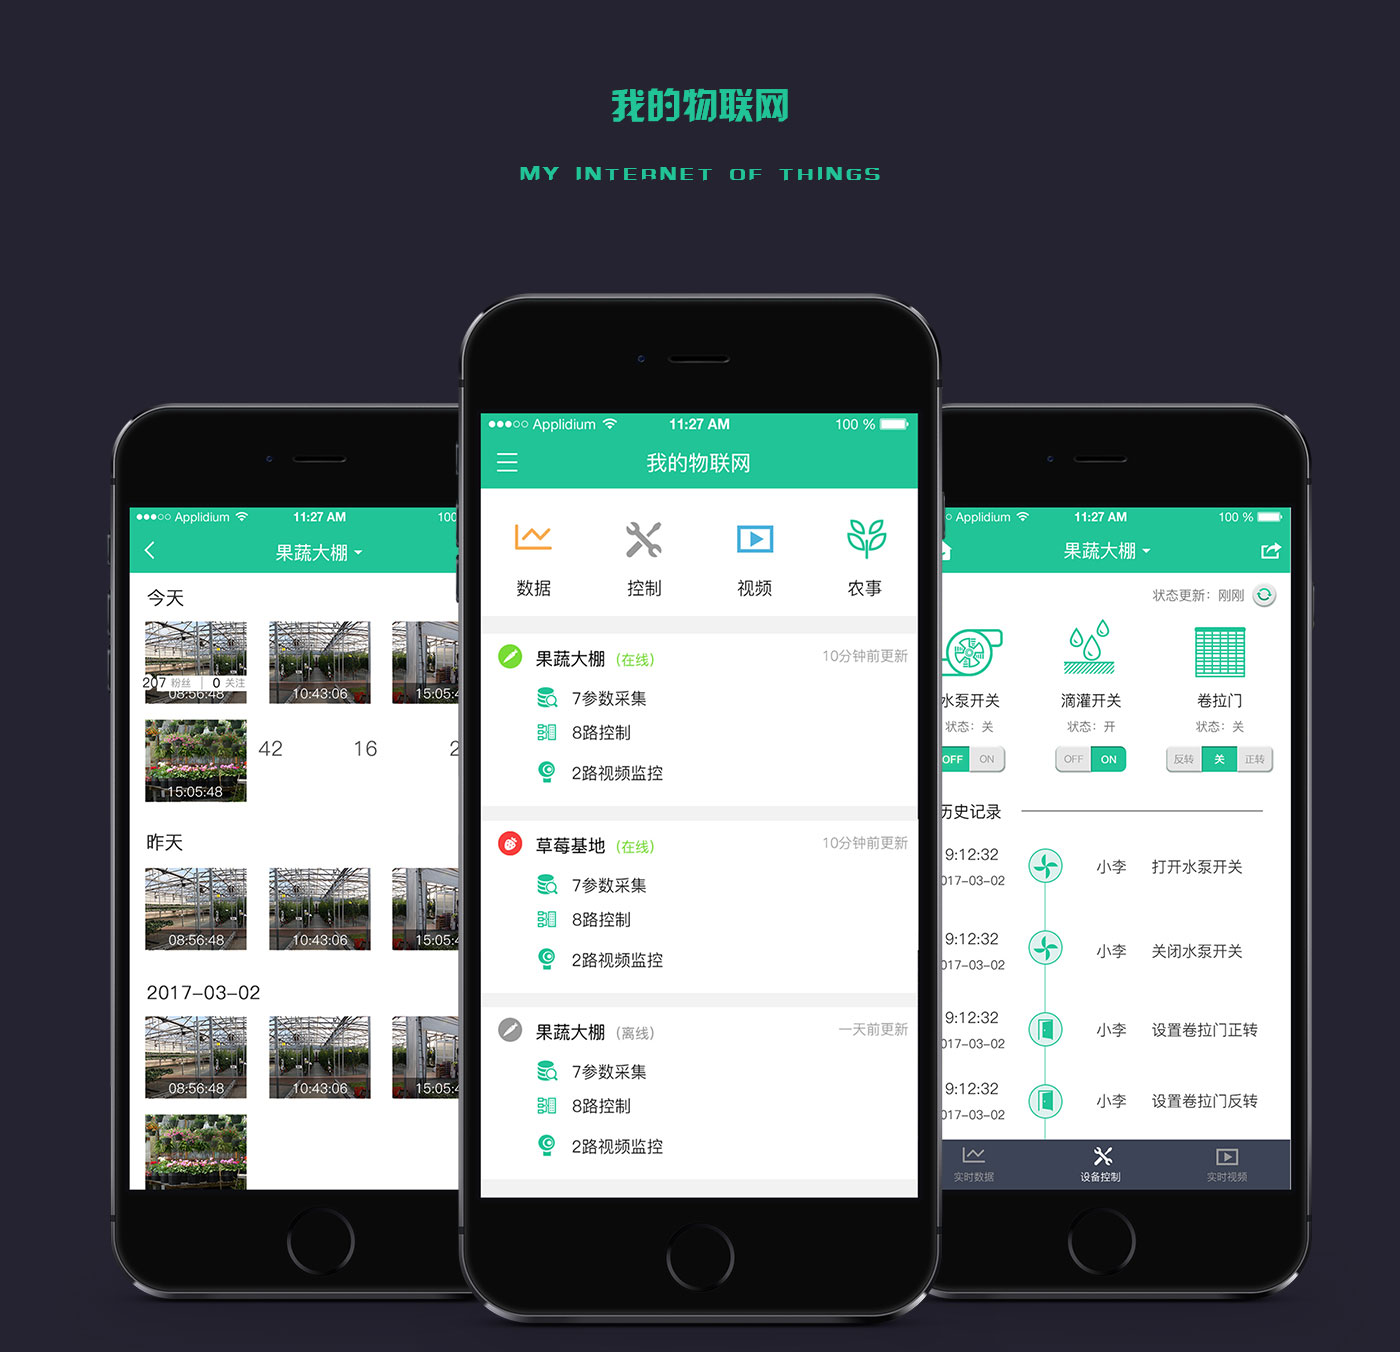 我的物联网
MY INTERNET OF THINGS
Applidium 11:27 AM 100
果蔬大棚
今天
207 粉丝 | 0 关注
08:56:48 10:43:06 15:05:4
15:05:48 42 16 2
昨天
08:56:48 10:43:06 15:05:4
2017-03-02
08:56:48 10:43:06 15:05:4
Applidium 11:27 AM 100 %
我的物联网
数据 控制 视频 农事
果蔬大棚 (在线) 10分钟前更新
7参数采集
8路控制
2路视频监控
草莓基地 (在线) 10分钟前更新
7参数采集
8路控制
2路视频监控
果蔬大棚 (离线) 一天前更新
7参数采集
8路控制
2路视频监控
Applidium 11:27 AM 100 %
果蔬大棚
状态更新：刚刚
水泵开关 滴灌开关 卷拉门
状态：关 状态：开 状态：关
OFF ON OFF ON 反转 关 正转
历史记录
9:12:32
017-03-02 小李 打开水泵开关
9:12:32
017-03-02 小李 关闭水泵开关
9:12:32
017-03-02 小李 设置卷拉门正转
9:12:32
017-03-02 小李 设置卷拉门反转
实时数据 设备控制 实时视频